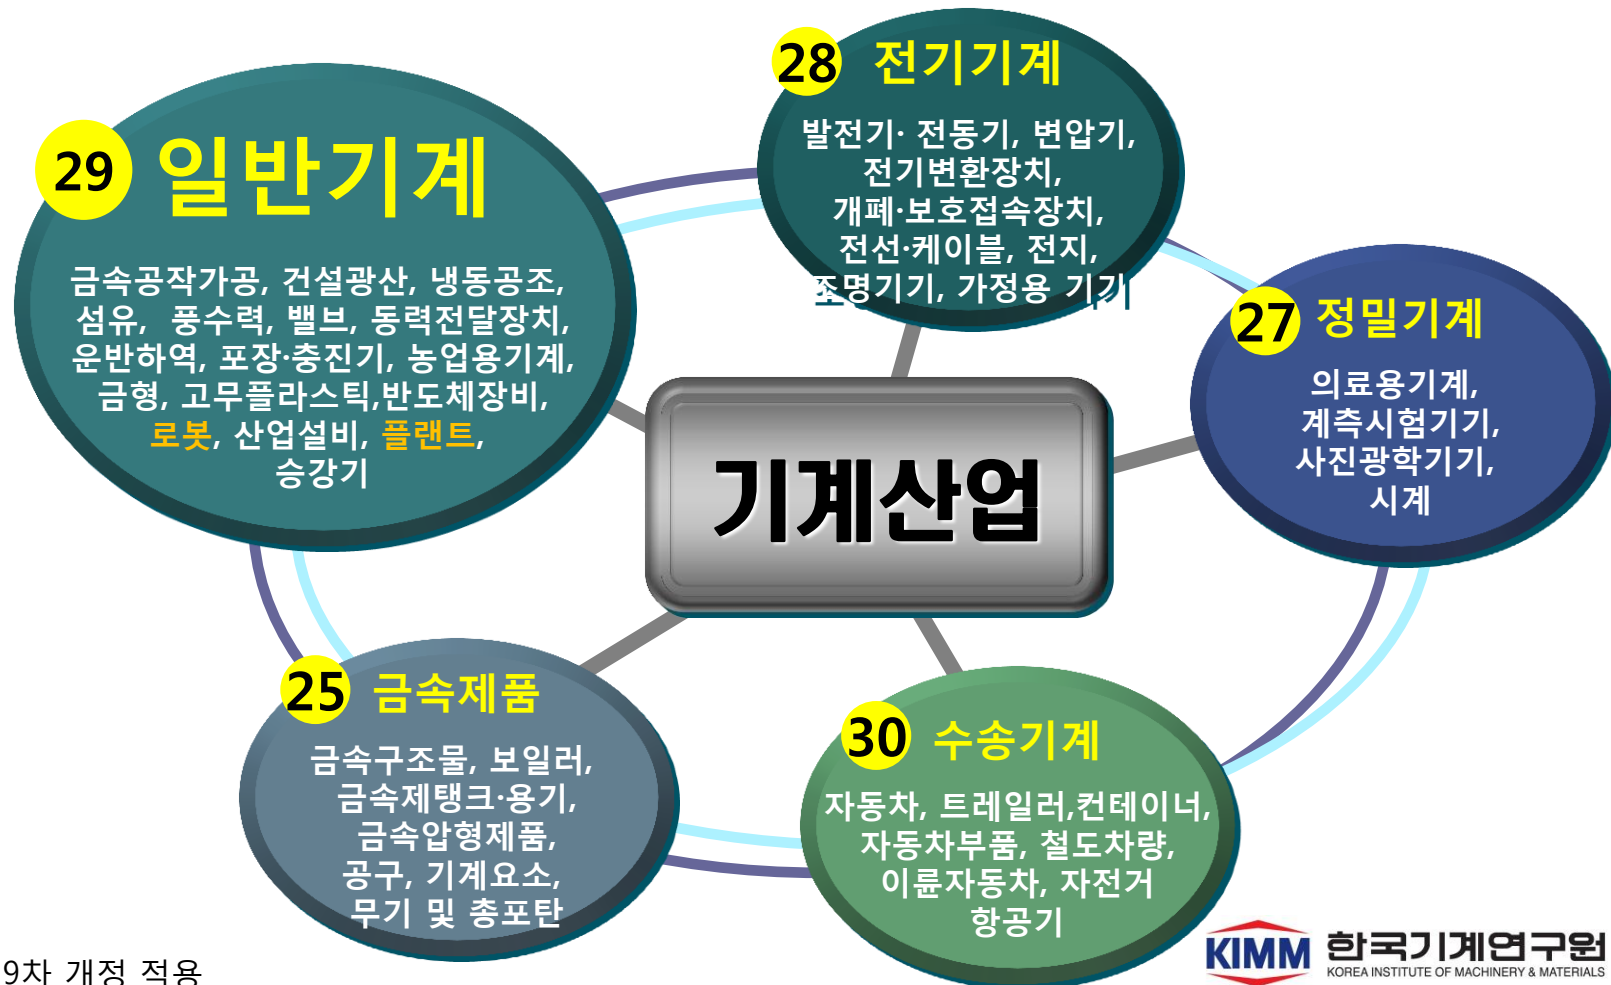 29 일반기계
금속공작가공, 건설광산, 냉동공조,
섬유, 풍수력, 밸브, 동력전달장치,
운반하역, 포장·충진기, 농업용기계,
금형, 고무플라스틱,반도체장비,
로봇, 산업설비, 플랜트,
승강기
28 전기기계
발전기· 전동기, 변압기,
전기변환장치,
개폐·보호접속장치,
전선·케이블, 전지,
조명기기, 가정용 기기
27 정밀기계
의료용기계,
계측시험기기,
사진광학기기,
시계
기계산업
25 금속제품
금속구조물, 보일러,
금속제탱크·용기,
금속압형제품,
공구, 기계요소,
무기 및 총포탄
30 수송기계
자동차, 트레일러,컨테이너,
자동차부품, 철도차량,
이륜자동차, 자전거
항공기
9차 개정 적용
KIMM 한국기계연구원
KOREA INSTITUTE OF MACHINERY & MATERIALS